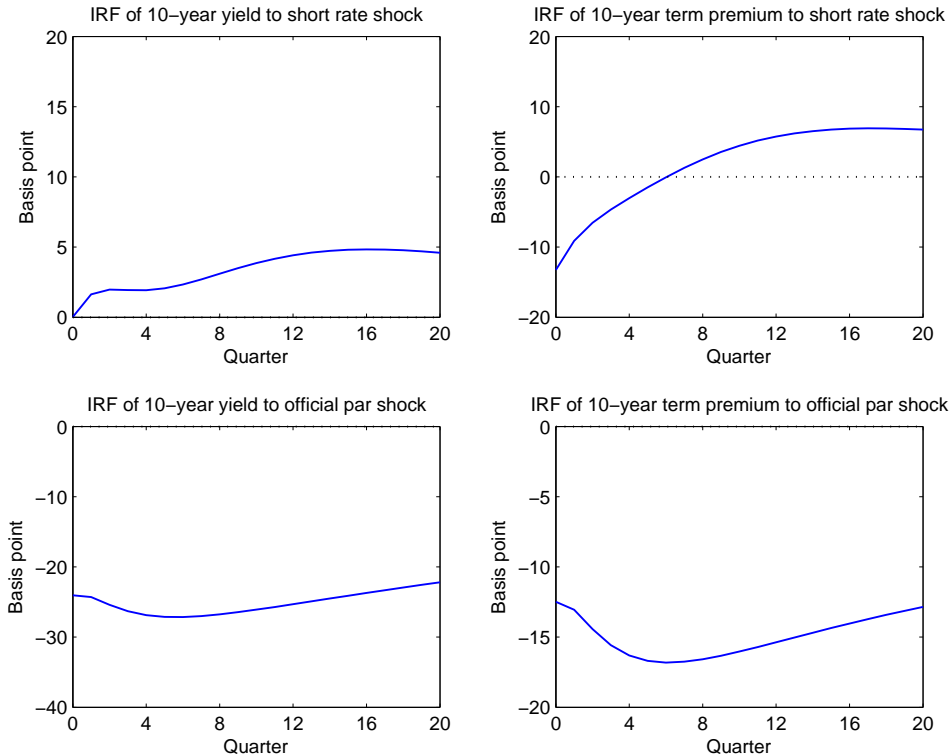 IRF of 10−year yield to short rate shock
20
15
10
5
0
Basis point
0 4 8 12 16 20
Quarter
IRF of 10−year term premium to short rate shock
20
10
0
−10
−20
Basis point
0 4 8 12 16 20
Quarter
IRF of 10−year yield to official par shock
0
−10
−20
−30
−40
Basis point
0 4 8 12 16 20
Quarter
IRF of 10−year term premium to official par shock
0
−5
−10
−15
−20
Basis point
0 4 8 12 16 20
Quarter